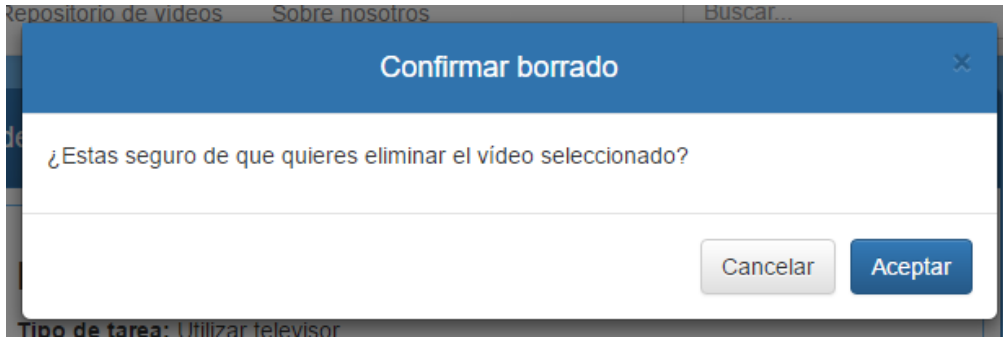 Repositorio de vídeos Sobre nosotros Buscar...
Confirmar borrado ×
¿Estas seguro de que quieres eliminar el vídeo seleccionado?
Cancelar Aceptar
Tipo de tarea: Utilizar televisor